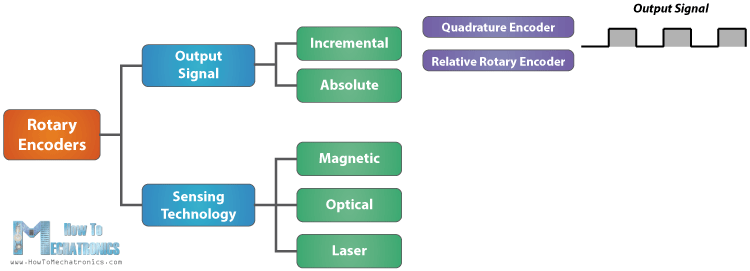 Output Signal
Quadrature Encoder
Incremental
Output
Signal
Relative Rotary Encoder
Absolute
Rotary
Encoders
Magnetic
Sensing
Technology
Optical
Laser
How To
MECHATRONICS
www.HowToMechatronics.com